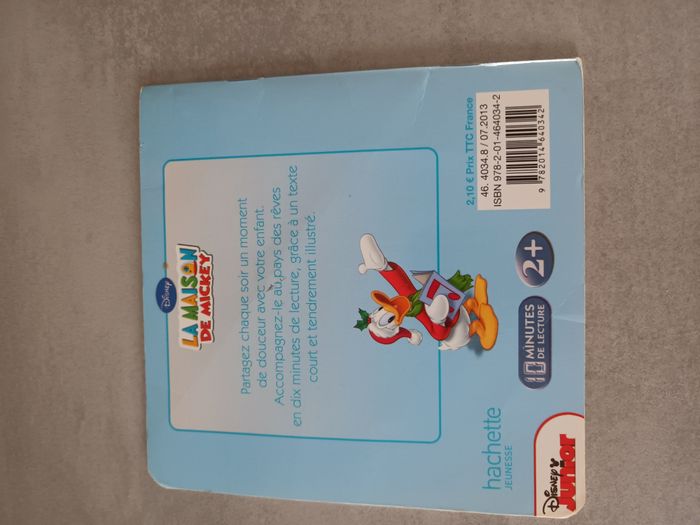 Disney
LA MAISON
DE MICKEY
Partagez chaque soir un moment
de douceur avec votre enfant.
Accompagnez-le au pays des rêves
en dix minutes de lecture, grâce à un texte
court et tendrement illustré.
hachette
JEUNESSE
10 MINUTES
DE LECTURE
2+
2,10 € Prix TTC France
46. 4034.8 / 07.2013
ISBN 978-2-01-464034-2
9 782014 640342
Disney
Junior